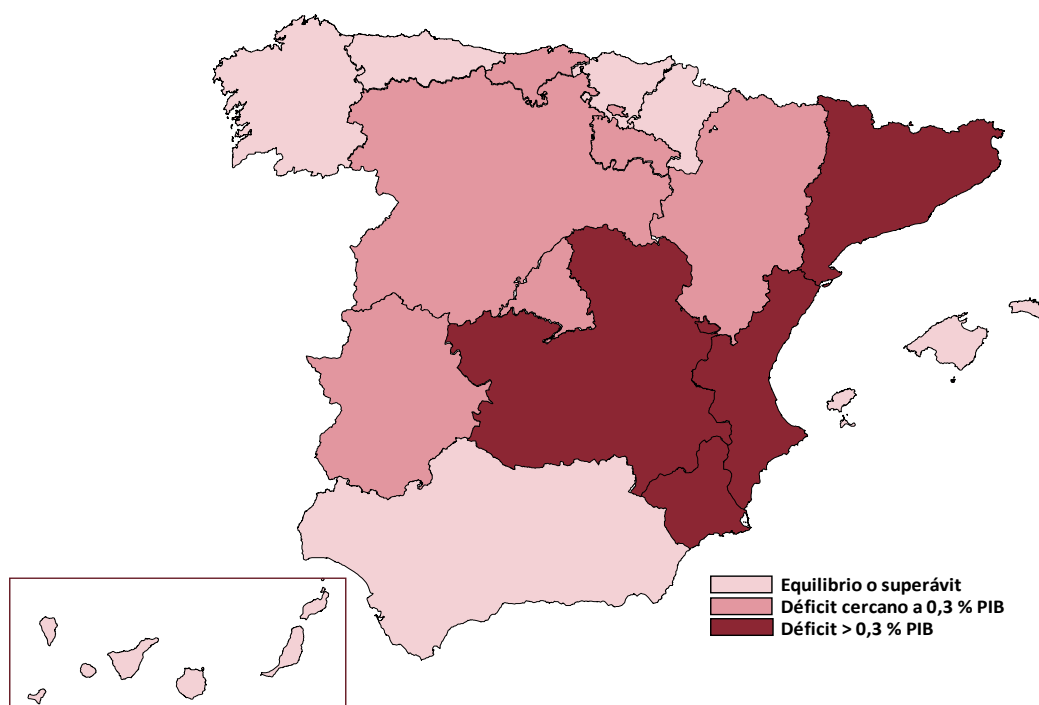 Equilibrio o superávit
Déficit cercano a 0,3 % PIB
Déficit > 0,3 % PIB